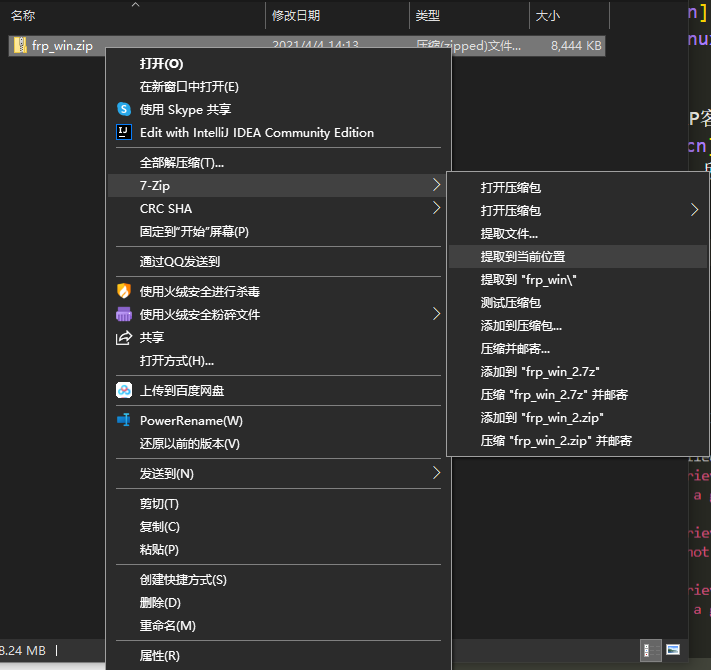 名称 修改日期 类型 大小
frp_win.zip 2021/4/4 14:13 压缩(zipped)文件... 8,444 KB
打开(O)
在新窗口中打开(E)
使用 Skype 共享
Edit with IntelliJ IDEA Community Edition
全部解压缩(T)...
7-Zip
CRC SHA
固定到"开始"屏幕(P)
通过QQ发送到
使用火绒安全进行杀毒
使用火绒安全粉碎文件
共享
打开方式(H)...
上传到百度网盘
PowerRename(W)
还原以前的版本(V)
发送到(N)
剪切(T)
复制(C)
粘贴(P)
创建快捷方式(S)
删除(D)
重命名(M)
属性(R)
打开压缩包
打开压缩包
提取文件...
提取到当前位置
提取到 "frp_win\"
测试压缩包
添加到压缩包...
压缩并邮寄...
添加到 "frp_win_2.7z"
压缩 "frp_win_2.7z" 并邮寄
添加到 "frp_win_2.zip"
压缩 "frp_win_2.zip" 并邮寄
8.24 MB